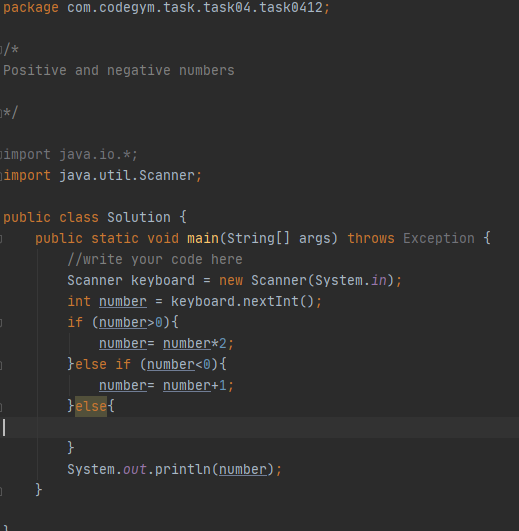 package com.codegym.task.task04.task0412;
/*
Positive and negative numbers
*/
import java.io.*;
import java.util.Scanner;
public class Solution {
    public static void main(String[] args) throws Exception {
        //write your code here
        Scanner keyboard = new Scanner(System.in);
        int number = keyboard.nextInt();
        if (number>0){
            number= number*2;
        }else if (number<0){
            number= number+1;
        }else{
        }
        System.out.println(number);
    }
}